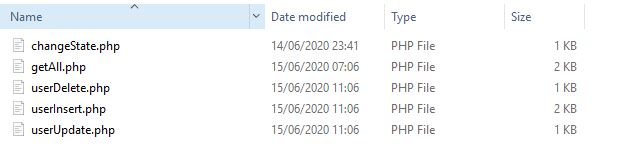 Name Date modified Type Size
changeState.php 14/06/2020 23:41 PHP File 1 KB
getAll.php 15/06/2020 07:06 PHP File 2 KB
userDelete.php 15/06/2020 11:06 PHP File 1 KB
userInsert.php 15/06/2020 11:06 PHP File 2 KB
userUpdate.php 15/06/2020 11:06 PHP File 1 KB